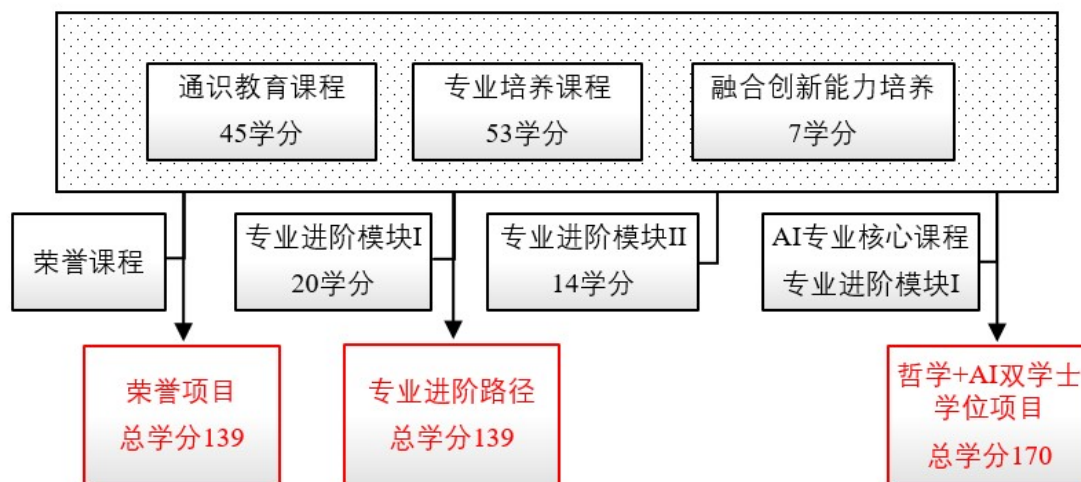 通识教育课程
45学分
专业培养课程
53学分
融合创新能力培养
7学分
荣誉课程
专业进阶模块I
20学分
专业进阶模块II
14学分
AI专业核心课程
专业进阶模块I
荣誉项目
总学分139
专业进阶路径
总学分139
哲学+AI双学士
学位项目
总学分170